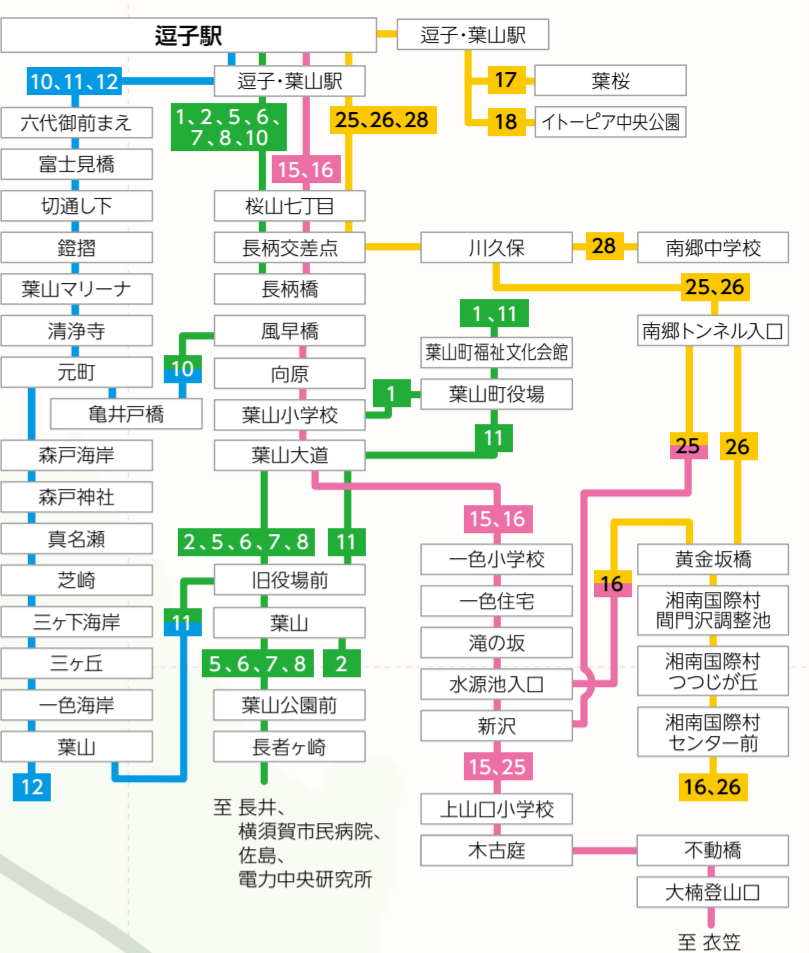 逗子駅
逗子・葉山駅
10、11、12
逗子・葉山駅
17
葉桜
六代御前まえ
1、2、5、6、
7、8、10
25、26、28
18
イトーピア中央公園
富士見橋
15、16
切通し下
桜山七丁目
鐙摺
長柄交差点
川久保
28
南郷中学校
葉山マリーナ
長柄橋
25、26
清浄寺
風早橋
1、11
南郷トンネル入口
葉山町福祉文化会館
元町
10
向原
1
葉山町役場
亀井戸橋
葉山小学校
11
森戸海岸
葉山大道
25
26
森戸神社
15、16
真名瀬
2、5、6、7、8
11
一色小学校
黄金坂橋
芝崎
旧役場前
16
一色住宅
湘南国際村
間門沢調整池
三ヶ下海岸
11
葉山
滝の坂
三ヶ丘
5、6、7、8
2
水源池入口
湘南国際村
つつじが丘
一色海岸
葉山公園前
新沢
湘南国際村
センター前
葉山
長者ヶ崎
15、25
12
16、26
至 長井、
横須賀市民病院、
佐島、
電力中央研究所
上山口小学校
木古庭
不動橋
大楠登山口
至 衣笠